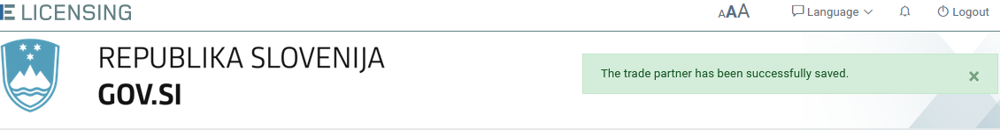 E LICENSING
AAA
Language
Logout
REPUBLIKA SLOVENIJA
GOV.SI
The trade partner has been successfully saved.
×